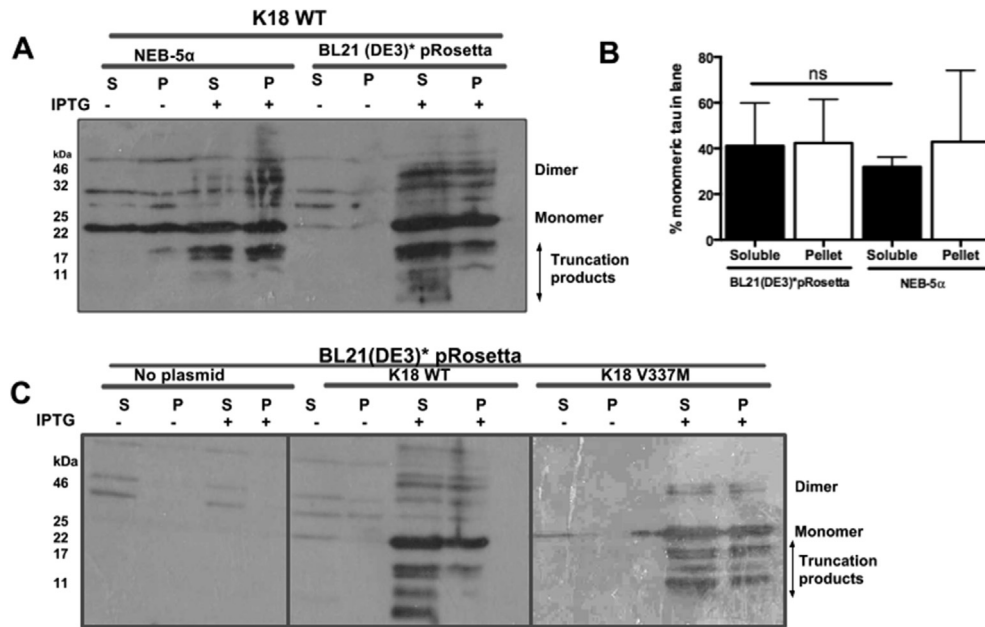 K18 WT
A
NEB-5α
BL21 (DE3)* pRosetta
S P S P S P S P
IPTG - - + + - - + +
kDa
46
32
25
22
17
11
Dimer
Monomer
Truncation
products
B
ns
% monomeric tau in lane
80
60
40
20
0
Soluble Pellet Soluble Pellet
BL21(DE3)*pRosetta NEB-5α
BL21(DE3)* pRosetta
C
No plasmid K18 WT K18 V337M
S P S P S P S P S P S P
IPTG - - + + - - + + - - + +
kDa
46
25
22
17
11
Dimer
Monomer
Truncation
products